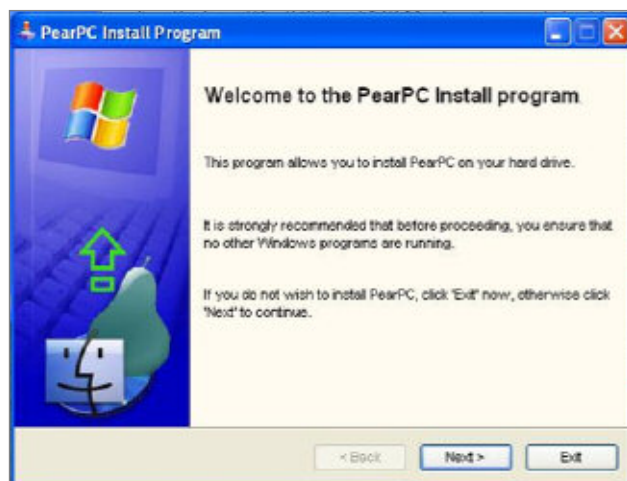 PearPC Install Program
Welcome to the PearPC Install program
This program allows you to install PearPC on your hard drive.
It is strongly recommended that before proceeding, you ensure that
no other Windows programs are running.
If you do not wish to install PearPC, click 'Exit' now, otherwise click
'Next' to continue.
< Back
Next >
Exit